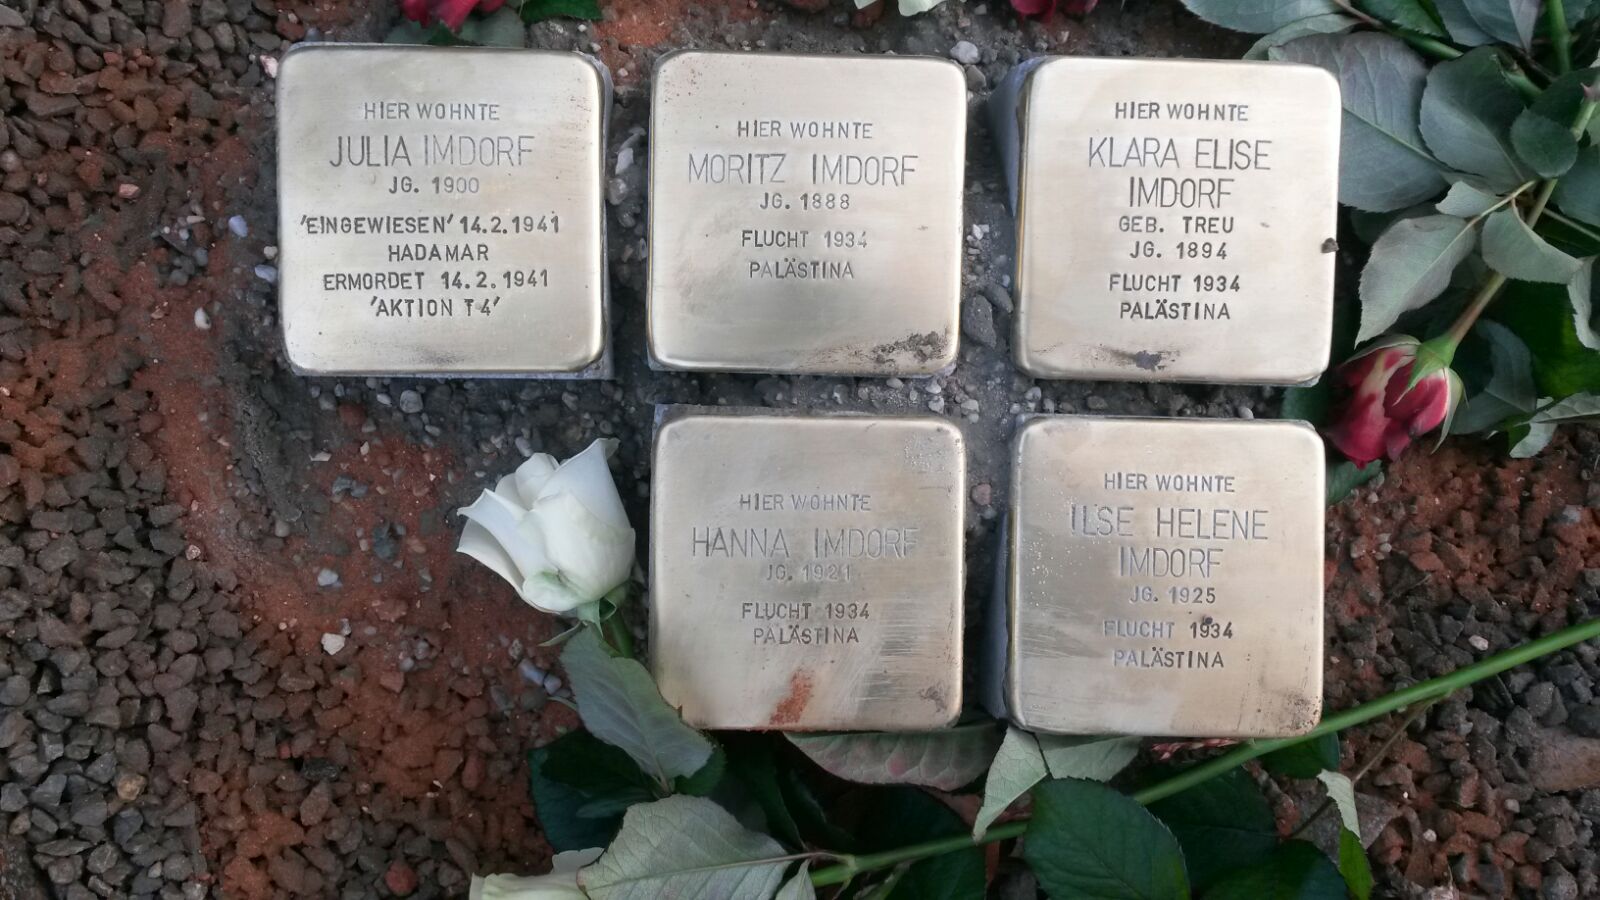 HIER WOHNTE
JULIA IMDORF
JG. 1900
'EINGEWIESEN' 14.2.1941
HADAMAR
ERMORDET 14.2.1941
'AKTION T4'
HIER WOHNTE
MORITZ IMDORF
JG. 1888
FLUCHT 1934
PALÄSTINA
HIER WOHNTE
KLARA ELISE
IMDORF
GEB. TREU
JG. 1894
FLUCHT 1934
PALÄSTINA
HIER WOHNTE
HANNA IMDORF
JG. 1921
FLUCHT 1934
PALÄSTINA
HIER WOHNTE
ILSE HELENE
IMDORF
JG. 1925
FLUCHT 1934
PALÄSTINA